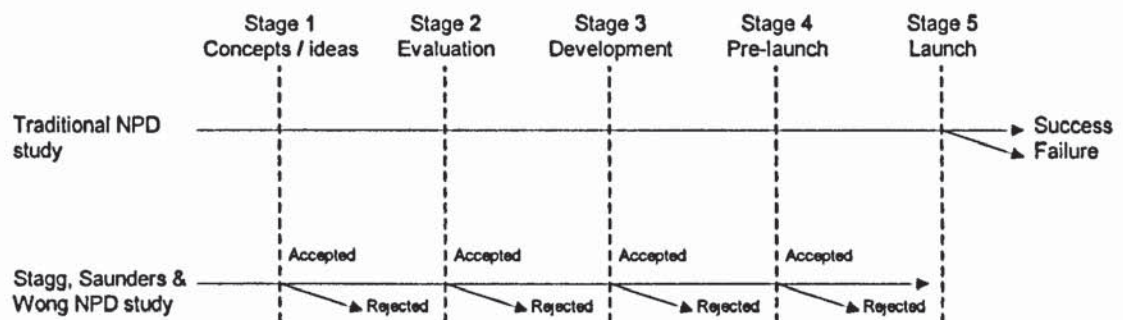 Stage 1 Stage 2 Stage 3 Stage 4 Stage 5
Concepts / ideas Evaluation Development Pre-launch Launch
Traditional NPD Success
study Failure
Accepted Accepted Accepted Accepted
Stagg, Saunders &
Wong NPD study Rejected Rejected Rejected Rejected